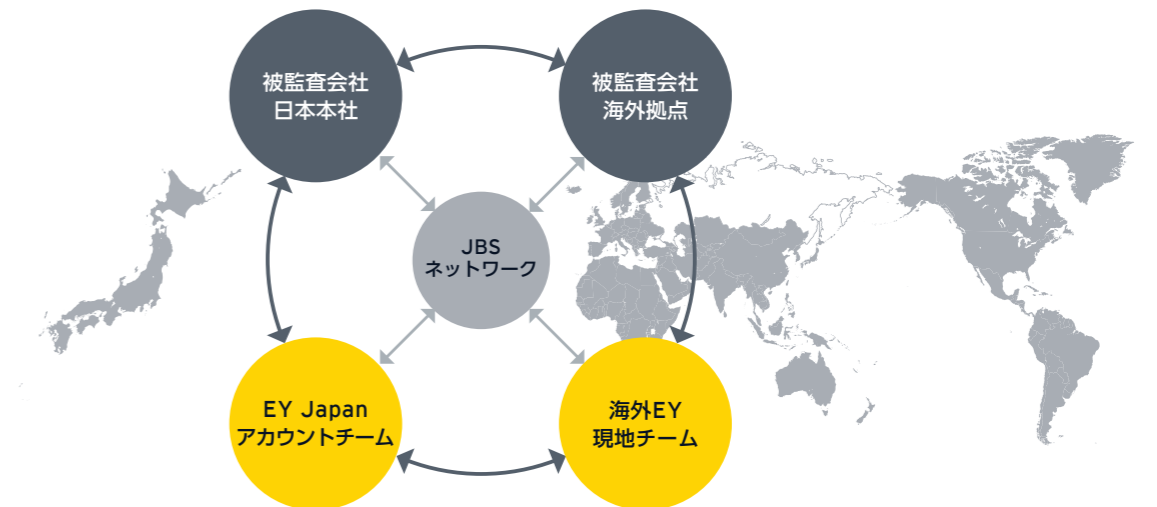 被監査会社
日本本社
被監査会社
海外拠点
JBS
ネットワーク
EY Japan
アカウントチーム
海外EY
現地チーム